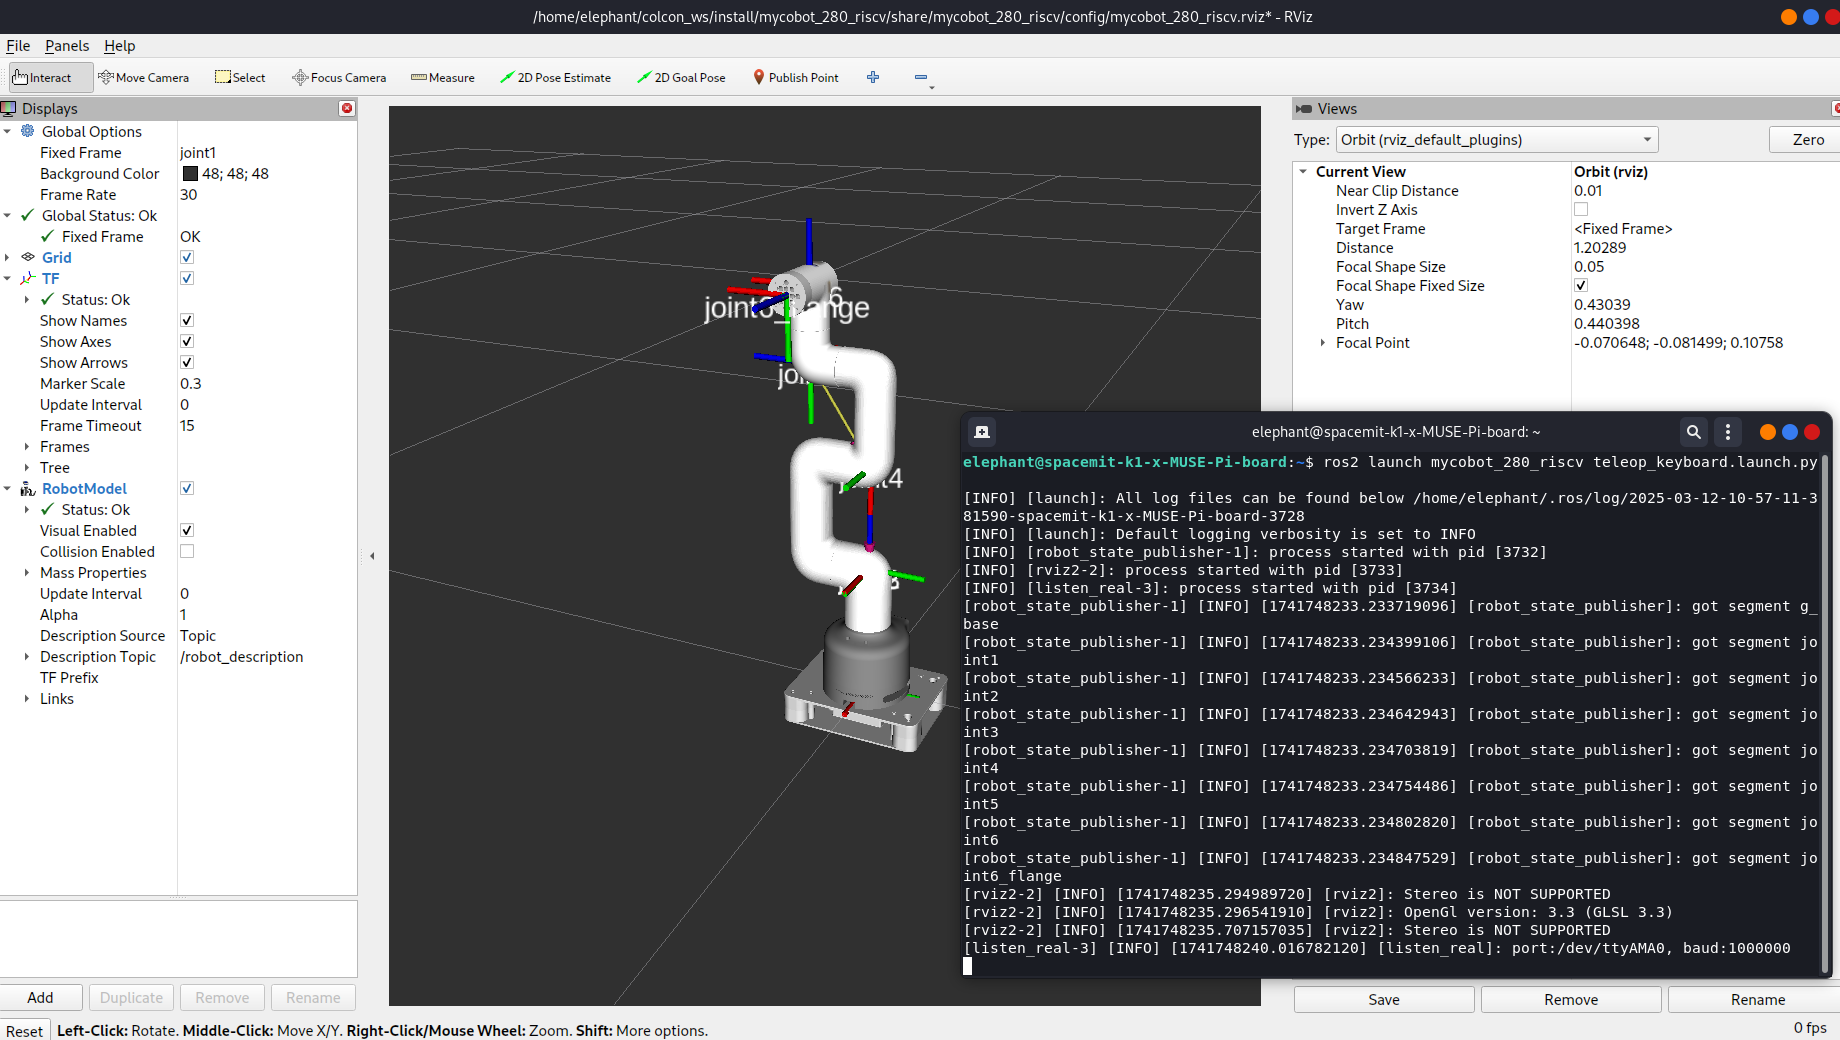 /home/elephant/colcon_ws/install/mycobot_280_riscv/share/mycobot_280_riscv/config/mycobot_280_riscv.rviz* - RViz
File Panels Help
Interact Move Camera Select Focus Camera Measure 2D Pose Estimate 2D Goal Pose Publish Point
Displays
Global Options
Fixed Frame joint1
Background Color 48; 48; 48
Frame Rate 30
Global Status: Ok
Fixed Frame OK
Grid
TF
Status: Ok
Show Names
Show Axes
Show Arrows
Marker Scale 0.3
Update Interval 0
Frame Timeout 15
Frames
Tree
RobotModel
Status: Ok
Visual Enabled
Collision Enabled
Mass Properties
Update Interval 0
Alpha 1
Description Source Topic
Description Topic /robot_description
TF Prefix
Links
Add Duplicate Remove Rename
Reset Left-Click: Rotate. Middle-Click: Move X/Y. Right-Click/Mouse Wheel: Zoom. Shift: More options.
Views
Type: Orbit (rviz_default_plugins) Zero
Current View Orbit (rviz)
Near Clip Distance 0.01
Invert Z Axis
Target Frame <Fixed Frame>
Distance 1.20289
Focal Shape Size 0.05
Focal Shape Fixed Size
Yaw 0.43039
Pitch 0.440398
Focal Point -0.070648; -0.081499; 0.10758
elephant@spacemit-k1-x-MUSE-Pi-board: ~
elephant@spacemit-k1-x-MUSE-Pi-board:~$ ros2 launch mycobot_280_riscv teleop_keyboard.launch.py
[INFO] [launch]: All log files can be found below /home/elephant/.ros/log/2025-03-12-10-57-11-3
81590-spacemit-k1-x-MUSE-Pi-board-3728
[INFO] [launch]: Default logging verbosity is set to INFO
[INFO] [robot_state_publisher-1]: process started with pid [3732]
[INFO] [rviz2-2]: process started with pid [3733]
[INFO] [listen_real-3]: process started with pid [3734]
[robot_state_publisher-1] [INFO] [1741748233.233719096] [robot_state_publisher]: got segment g_
base
[robot_state_publisher-1] [INFO] [1741748233.234399106] [robot_state_publisher]: got segment jo
int1
[robot_state_publisher-1] [INFO] [1741748233.234566233] [robot_state_publisher]: got segment jo
int2
[robot_state_publisher-1] [INFO] [1741748233.234642943] [robot_state_publisher]: got segment jo
int3
[robot_state_publisher-1] [INFO] [1741748233.234703819] [robot_state_publisher]: got segment jo
int4
[robot_state_publisher-1] [INFO] [1741748233.234754486] [robot_state_publisher]: got segment jo
int5
[robot_state_publisher-1] [INFO] [1741748233.234802820] [robot_state_publisher]: got segment jo
int6
[robot_state_publisher-1] [INFO] [1741748233.234847529] [robot_state_publisher]: got segment jo
int6_flange
[rviz2-2] [INFO] [1741748235.294989720] [rviz2]: Stereo is NOT SUPPORTED
[rviz2-2] [INFO] [1741748235.296541910] [rviz2]: OpenGl version: 3.3 (GLSL 3.3)
[rviz2-2] [INFO] [1741748235.707157035] [rviz2]: Stereo is NOT SUPPORTED
[listen_real-3] [INFO] [1741748240.016782120] [listen_real]: port:/dev/ttyAMA0, baud:1000000
Save Remove Rename
0 fps